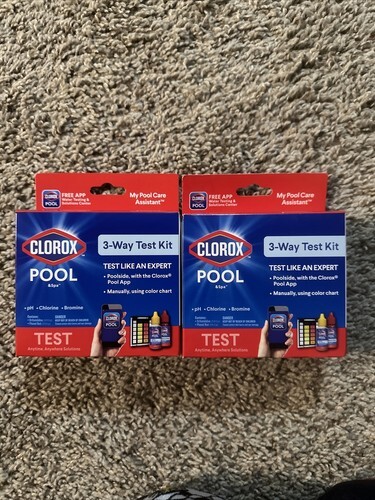 FREE APP
Water Testing &
Solutions Center
My Pool Care
Assistant™
CLOROX
POOL
&Spa™
3-Way Test Kit
TEST LIKE AN EXPERT
• Poolside, with the Clorox®
Pool App
• Manually, using color chart
• pH • Chlorine • Bromine
TEST
Anytime. Anywhere Solutions.
FREE APP
Water Testing &
Solutions Center
My Pool Care
Assistant™
CLOROX
POOL
&Spa™
3-Way Test Kit
TEST LIKE AN EXPERT
• Poolside, with the Clorox®
Pool App
• Manually, using color chart
• pH • Chlorine • Bromine
TEST
Anytime. Anywhere Solutions.